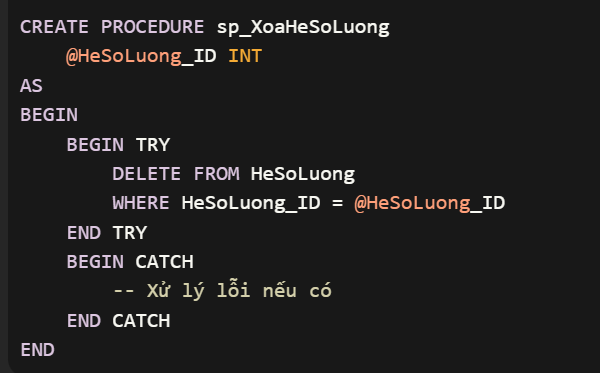 CREATE PROCEDURE sp_XoaHeSoLuong
    @HeSoLuong_ID INT
AS
BEGIN
    BEGIN TRY
        DELETE FROM HeSoLuong
        WHERE HeSoLuong_ID = @HeSoLuong_ID
    END TRY
    BEGIN CATCH
        -- Xử lý lỗi nếu có
    END CATCH
END